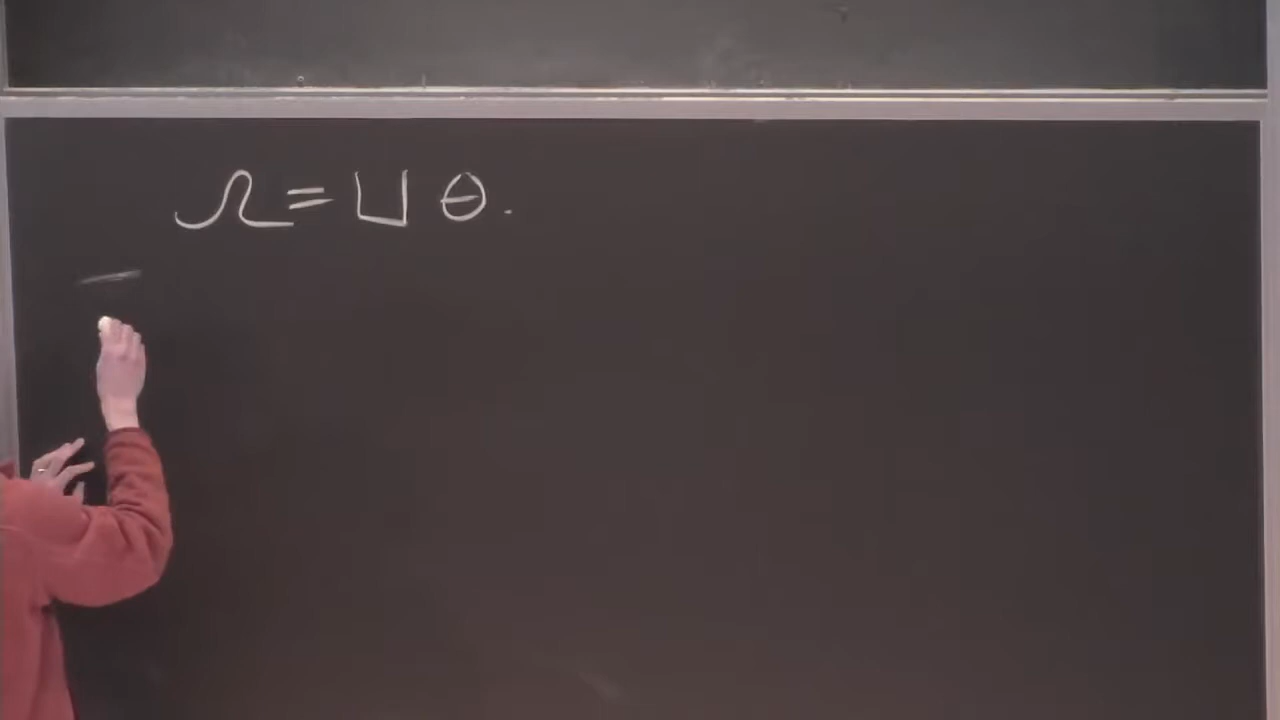 Ω = ⊔ θ.